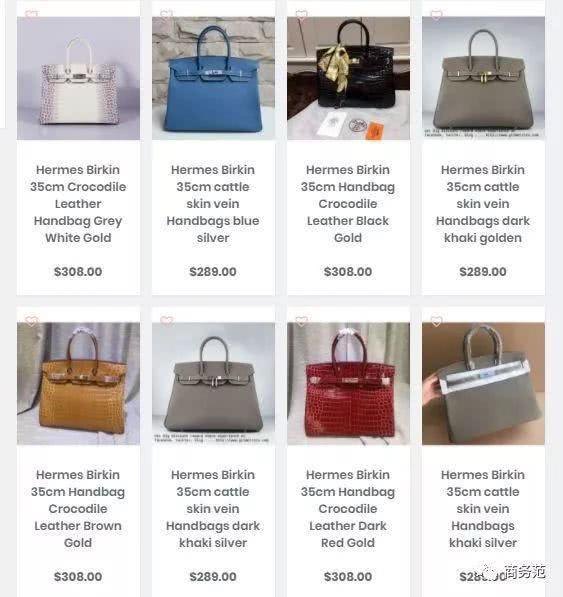 Hermes Birkin
35cm Crocodile
Leather
Handbag Grey
White Gold
$308.00
Hermes Birkin
35cm cattle
skin vein
Handbags blue
silver
$289.00
Hermes Birkin
35cm Handbag
Crocodile
Leather Black
Gold
$308.00
Hermes Birkin
35cm cattle
skin vein
Handbags dark
khaki golden
$289.00
Hermes Birkin
35cm Handbag
Crocodile
Leather Brown
Gold
$308.00
Hermes Birkin
35cm cattle
skin vein
Handbags dark
khaki silver
$289.00
Hermes Birkin
35cm Handbag
Crocodile
Leather Dark
Red Gold
$308.00
Hermes Birkin
35cm cattle
skin vein
Handbags
khaki silver
商务范